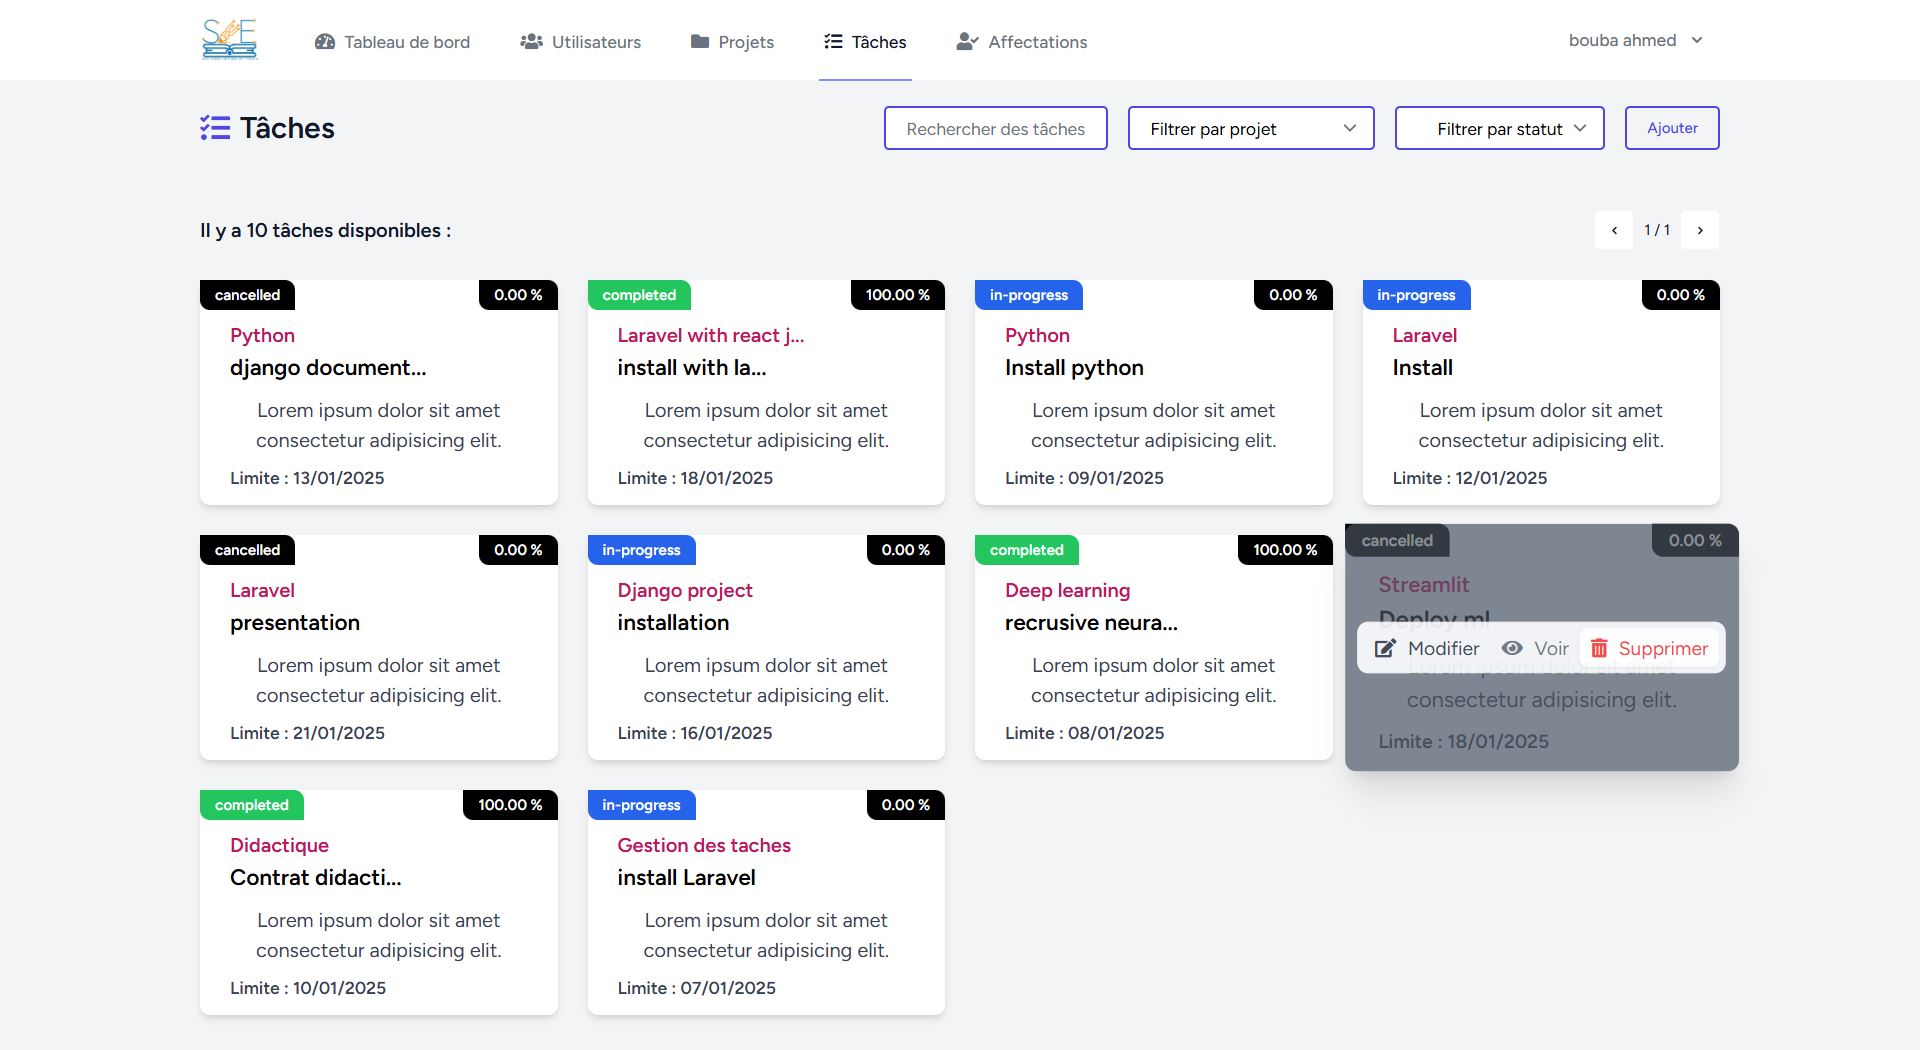 S E
Tableau de bord
Utilisateurs
Projets
Tâches
Affectations
bouba ahmed
Tâches
Rechercher des tâches
Filtrer par projet
Filtrer par statut
Ajouter
Il y a 10 tâches disponibles :
‹ 1 / 1 ›
cancelled
0.00 %
Python
django document...
Lorem ipsum dolor sit amet
consectetur adipisicing elit.
Limite : 13/01/2025
completed
100.00 %
Laravel with react j...
install with la...
Lorem ipsum dolor sit amet
consectetur adipisicing elit.
Limite : 18/01/2025
in-progress
0.00 %
Python
Install python
Lorem ipsum dolor sit amet
consectetur adipisicing elit.
Limite : 09/01/2025
in-progress
0.00 %
Laravel
Install
Lorem ipsum dolor sit amet
consectetur adipisicing elit.
Limite : 12/01/2025
cancelled
0.00 %
Laravel
presentation
Lorem ipsum dolor sit amet
consectetur adipisicing elit.
Limite : 21/01/2025
in-progress
0.00 %
Django project
installation
Lorem ipsum dolor sit amet
consectetur adipisicing elit.
Limite : 16/01/2025
completed
100.00 %
Deep learning
recrusive neura...
Lorem ipsum dolor sit amet
consectetur adipisicing elit.
Limite : 08/01/2025
cancelled
0.00 %
Streamlit
Deploy ml
Modifier
Voir
Supprimer
Lorem ipsum dolor sit amet
consectetur adipisicing elit.
Limite : 18/01/2025
completed
100.00 %
Didactique
Contrat didacti...
Lorem ipsum dolor sit amet
consectetur adipisicing elit.
Limite : 10/01/2025
in-progress
0.00 %
Gestion des taches
install Laravel
Lorem ipsum dolor sit amet
consectetur adipisicing elit.
Limite : 07/01/2025